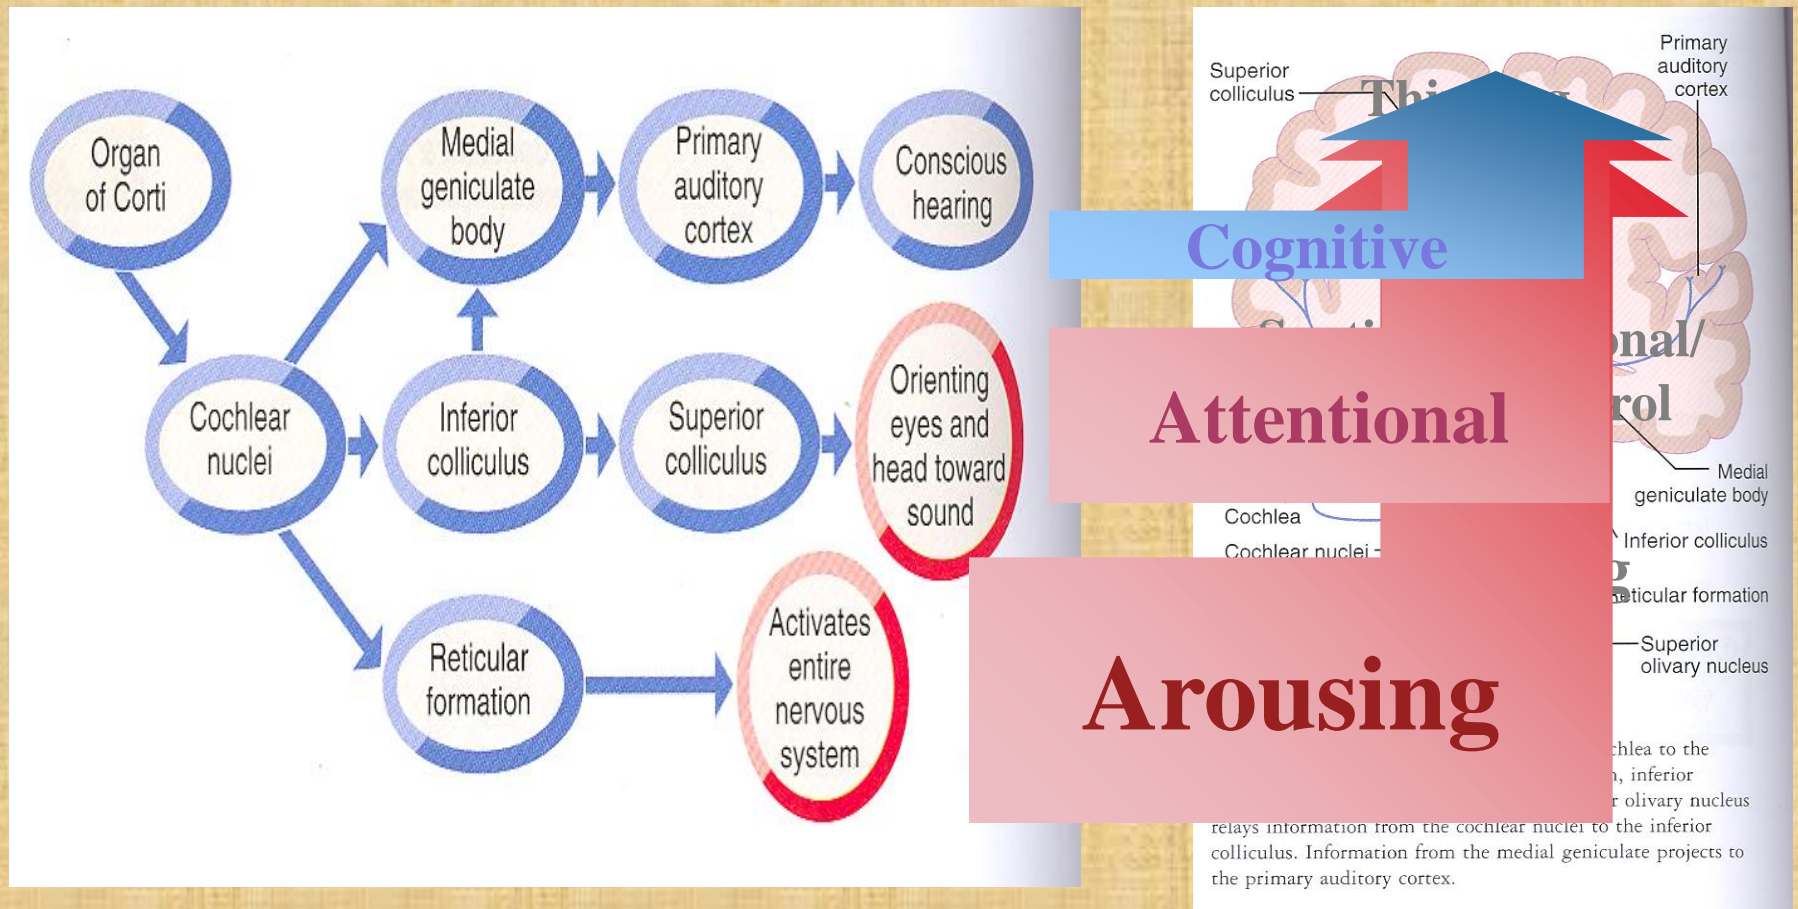 Organ
of Corti
Medial
geniculate
body
Primary
auditory
cortex
Conscious
hearing
Cochlear
nuclei
Inferior
colliculus
Superior
colliculus
Orienting
eyes and
head toward
sound
Reticular
formation
Activates
entire
nervous
system
Superior
colliculus
Primary
auditory
cortex
Cognitive
Attentional
Arousing
Medial
geniculate body
Cochlea
Cochlear nuclei
Inferior colliculus
formation
Superior
olivary nucleus
to the
inferior
olivary nucleus
relays information from the cochlear nuclei to the inferior
colliculus. Information from the medial geniculate projects to
the primary auditory cortex.